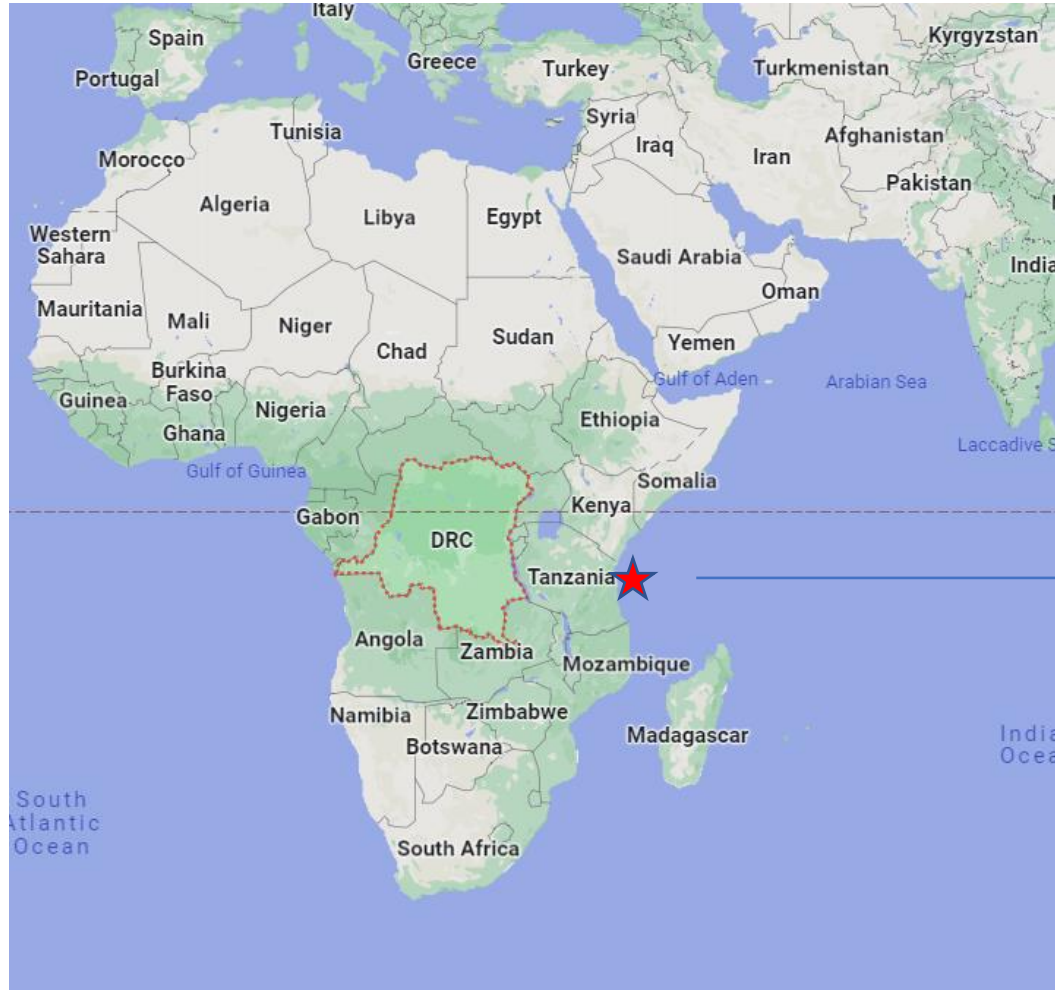 Italy
Spain
Kyrgyzstan
Greece
Turkey
Turkmenistan
Portugal
Syria
Tunisia
Afghanistan
Iraq
Iran
Morocco
Pakistan
Algeria
Libya
Egypt
Western
Sahara
Saudi Arabia
India
Oman
Mauritania
Mali
Niger
Sudan
Yemen
Chad
Burkina
Faso
Gulf of Aden
Arabian Sea
Guinea
Nigeria
Ethiopia
Ghana
Laccadive S
Gulf of Guinea
Somalia
Kenya
Gabon
DRC
Tanzania
Angola
Zambia
Mozambique
Namibia
Zimbabwe
Madagascar
Botswana
India
Ocea
South
Atlantic
Ocean
South Africa